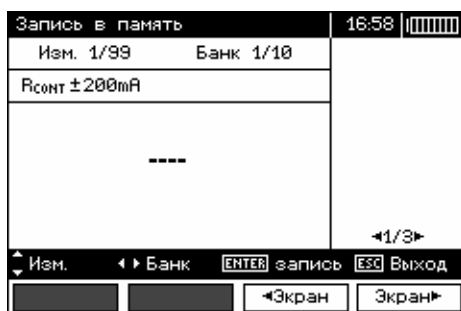 Запись в память 16:58
Изм. 1/99 Банк 1/10
RCONT ±200mA
----
◄1/3►
Изм. Банк ENTER запись ESC Выход
◄Экран Экран►